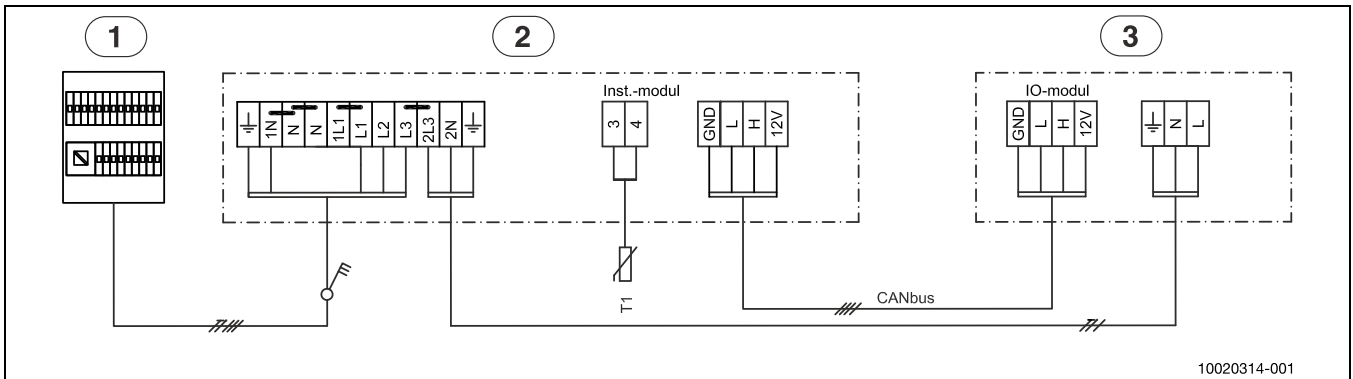 1
2
3
Inst.-modul
IO-modul
1N
N
N
1L1
L1
L2
L3
2L3
2N
3
4
GND
L
H
12V
GND
L
H
12V
N
L
T1
CANbus
10020314-001